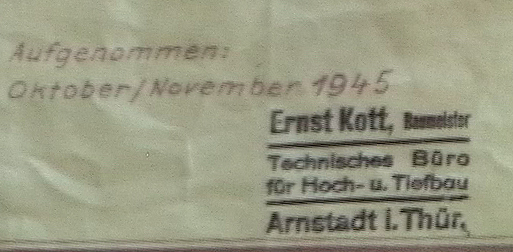 Aufgenommen:
Oktober/November 1945
Ernst Kott, Baumeister
Technisches Büro
für Hoch- u. Tiefbau
Arnstadt i. Thür.